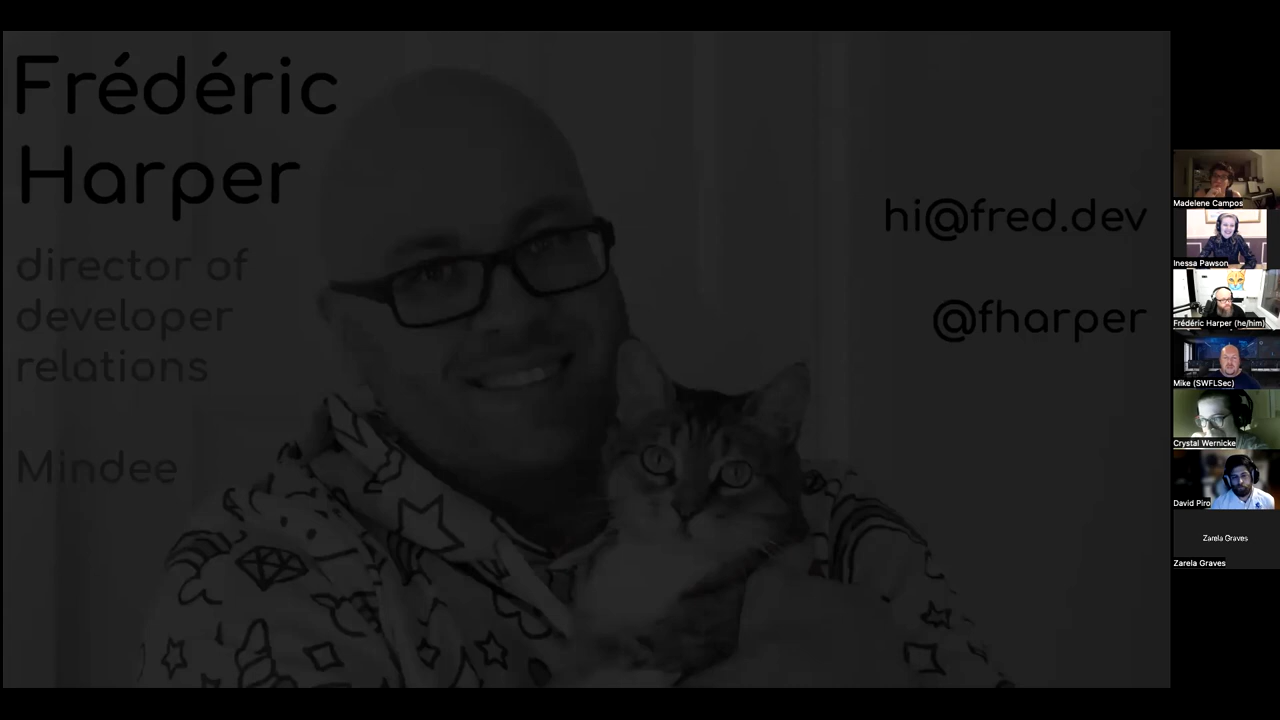 Frédéric
Harper
director of
developer
relations
Mindee
hi@fred.dev
@fharper
Madelene Campos
Inessa Pawson
Frédéric Harper (he/him)
Mike (SWFLSec)
Crystal Wernicke
David Piro
Zarela Graves
Zarela Graves